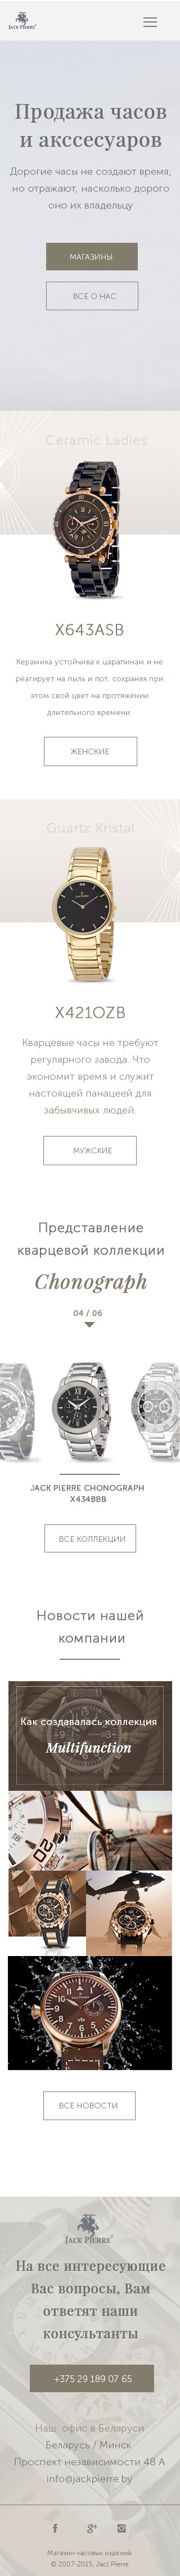 JACK PIERRE
Продажа часов
и акссесуаров
Дорогие часы не создают время,
но отражают, насколько дорого
оно их владельцу
МАГАЗИНЫ
ВСЕ О НАС
Ceramic Ladies
X643ASB
Керамика устойчива к царапинам и не
реагирует на пыль и пот, сохраняя при
этом свой цвет на протяжении
длительного времени.
ЖЕНСКИЕ
Guartz Kristal
X421OZB
Кварцевые часы не требуют
регулярного завода. Что
экономит время и служит
настоящей панацеей для
забывчивых людей.
МУЖСКИЕ
Представление
кварцевой коллекции
Chonograph
04 / 06
JACK PIERRE CHONOGRAPH
X434BBB
ВСЕ КОЛЛЕКЦИИ
Новости нашей
компании
Как создавалась коллекция
Multifunction
ВСЕ НОВОСТИ
JACK PIERRE
На все интересующие
Вас вопросы, Вам
ответят наши
консультанты
+375 29 189 07 65
Наш офис в Беларуси
Беларусь / Минск
Проспект независимости 48 А
info@jackpierre.by
Магазин часовых изделий
© 2007-2015, Jacl Pierre